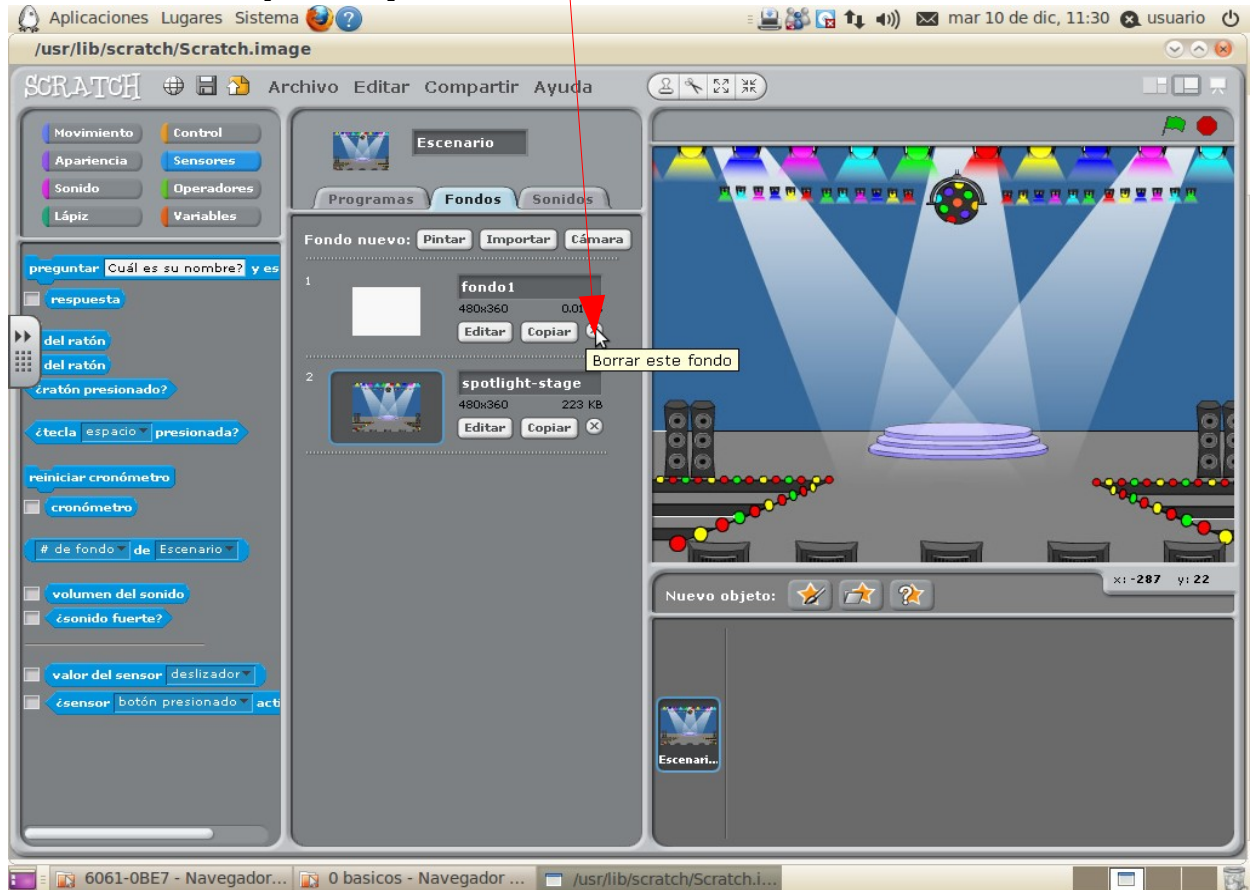 Aplicaciones Lugares Sistema
mar 10 de dic, 11:30 usuario
/usr/lib/scratch/Scratch.image
SCRATCH Archivo Editar Compartir Ayuda
Movimiento Control
Apariencia Sensores
Sonido Operadores
Lápiz Variables
Escenario
Programas Fondos Sonidos
Fondo nuevo: Pintar Importar Cámara
1 fondo1
480x360
Editar Copiar
Borrar este fondo
2 spotlight-stage
480x360 223 KB
Editar Copiar
preguntar Cuál es su nombre? y es
respuesta
del ratón
del ratón
¿ratón presionado?
¿tecla espacio presionada?
reiniciar cronómetro
cronómetro
# de fondo de Escenario
volumen del sonido
¿sonido fuerte?
valor del sensor deslizador
¿sensor botón presionado acti
x: -287 y: 22
Nuevo objeto:
Escenari...
6061-0BE7 - Navegador... 0 basicos - Navegador ... /usr/lib/scratch/Scratch.i...